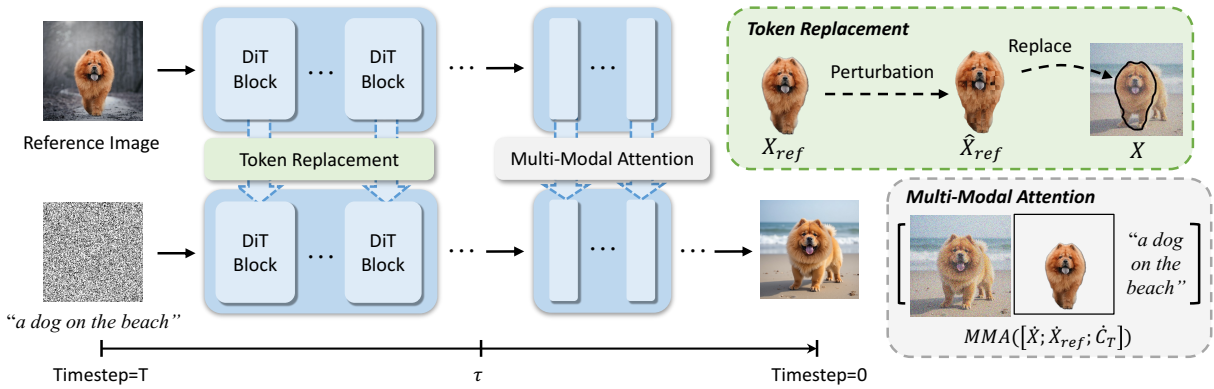 Reference Image
DiT
Block
...
DiT
Block
...
...
Token Replacement
Multi-Modal Attention
DiT
Block
...
DiT
Block
...
...
...
"a dog on the beach"
Timestep=T
τ
Timestep=0
Token Replacement
Perturbation
Replace
X_ref
X̂_ref
X
Multi-Modal Attention
"a dog
on the
beach"
MMA([Ẋ; Ẋ_ref; Ċ_T])